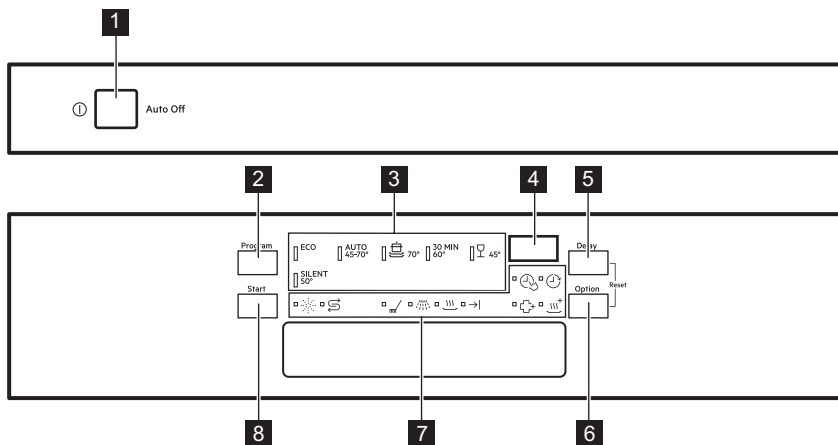 1
Auto Off
2
3
4
5
Program
ECO
AUTO
45-70°
70°
30 MIN
60°
45°
Delay
SILENT
50°
Start
Option
Reset
8
7
6